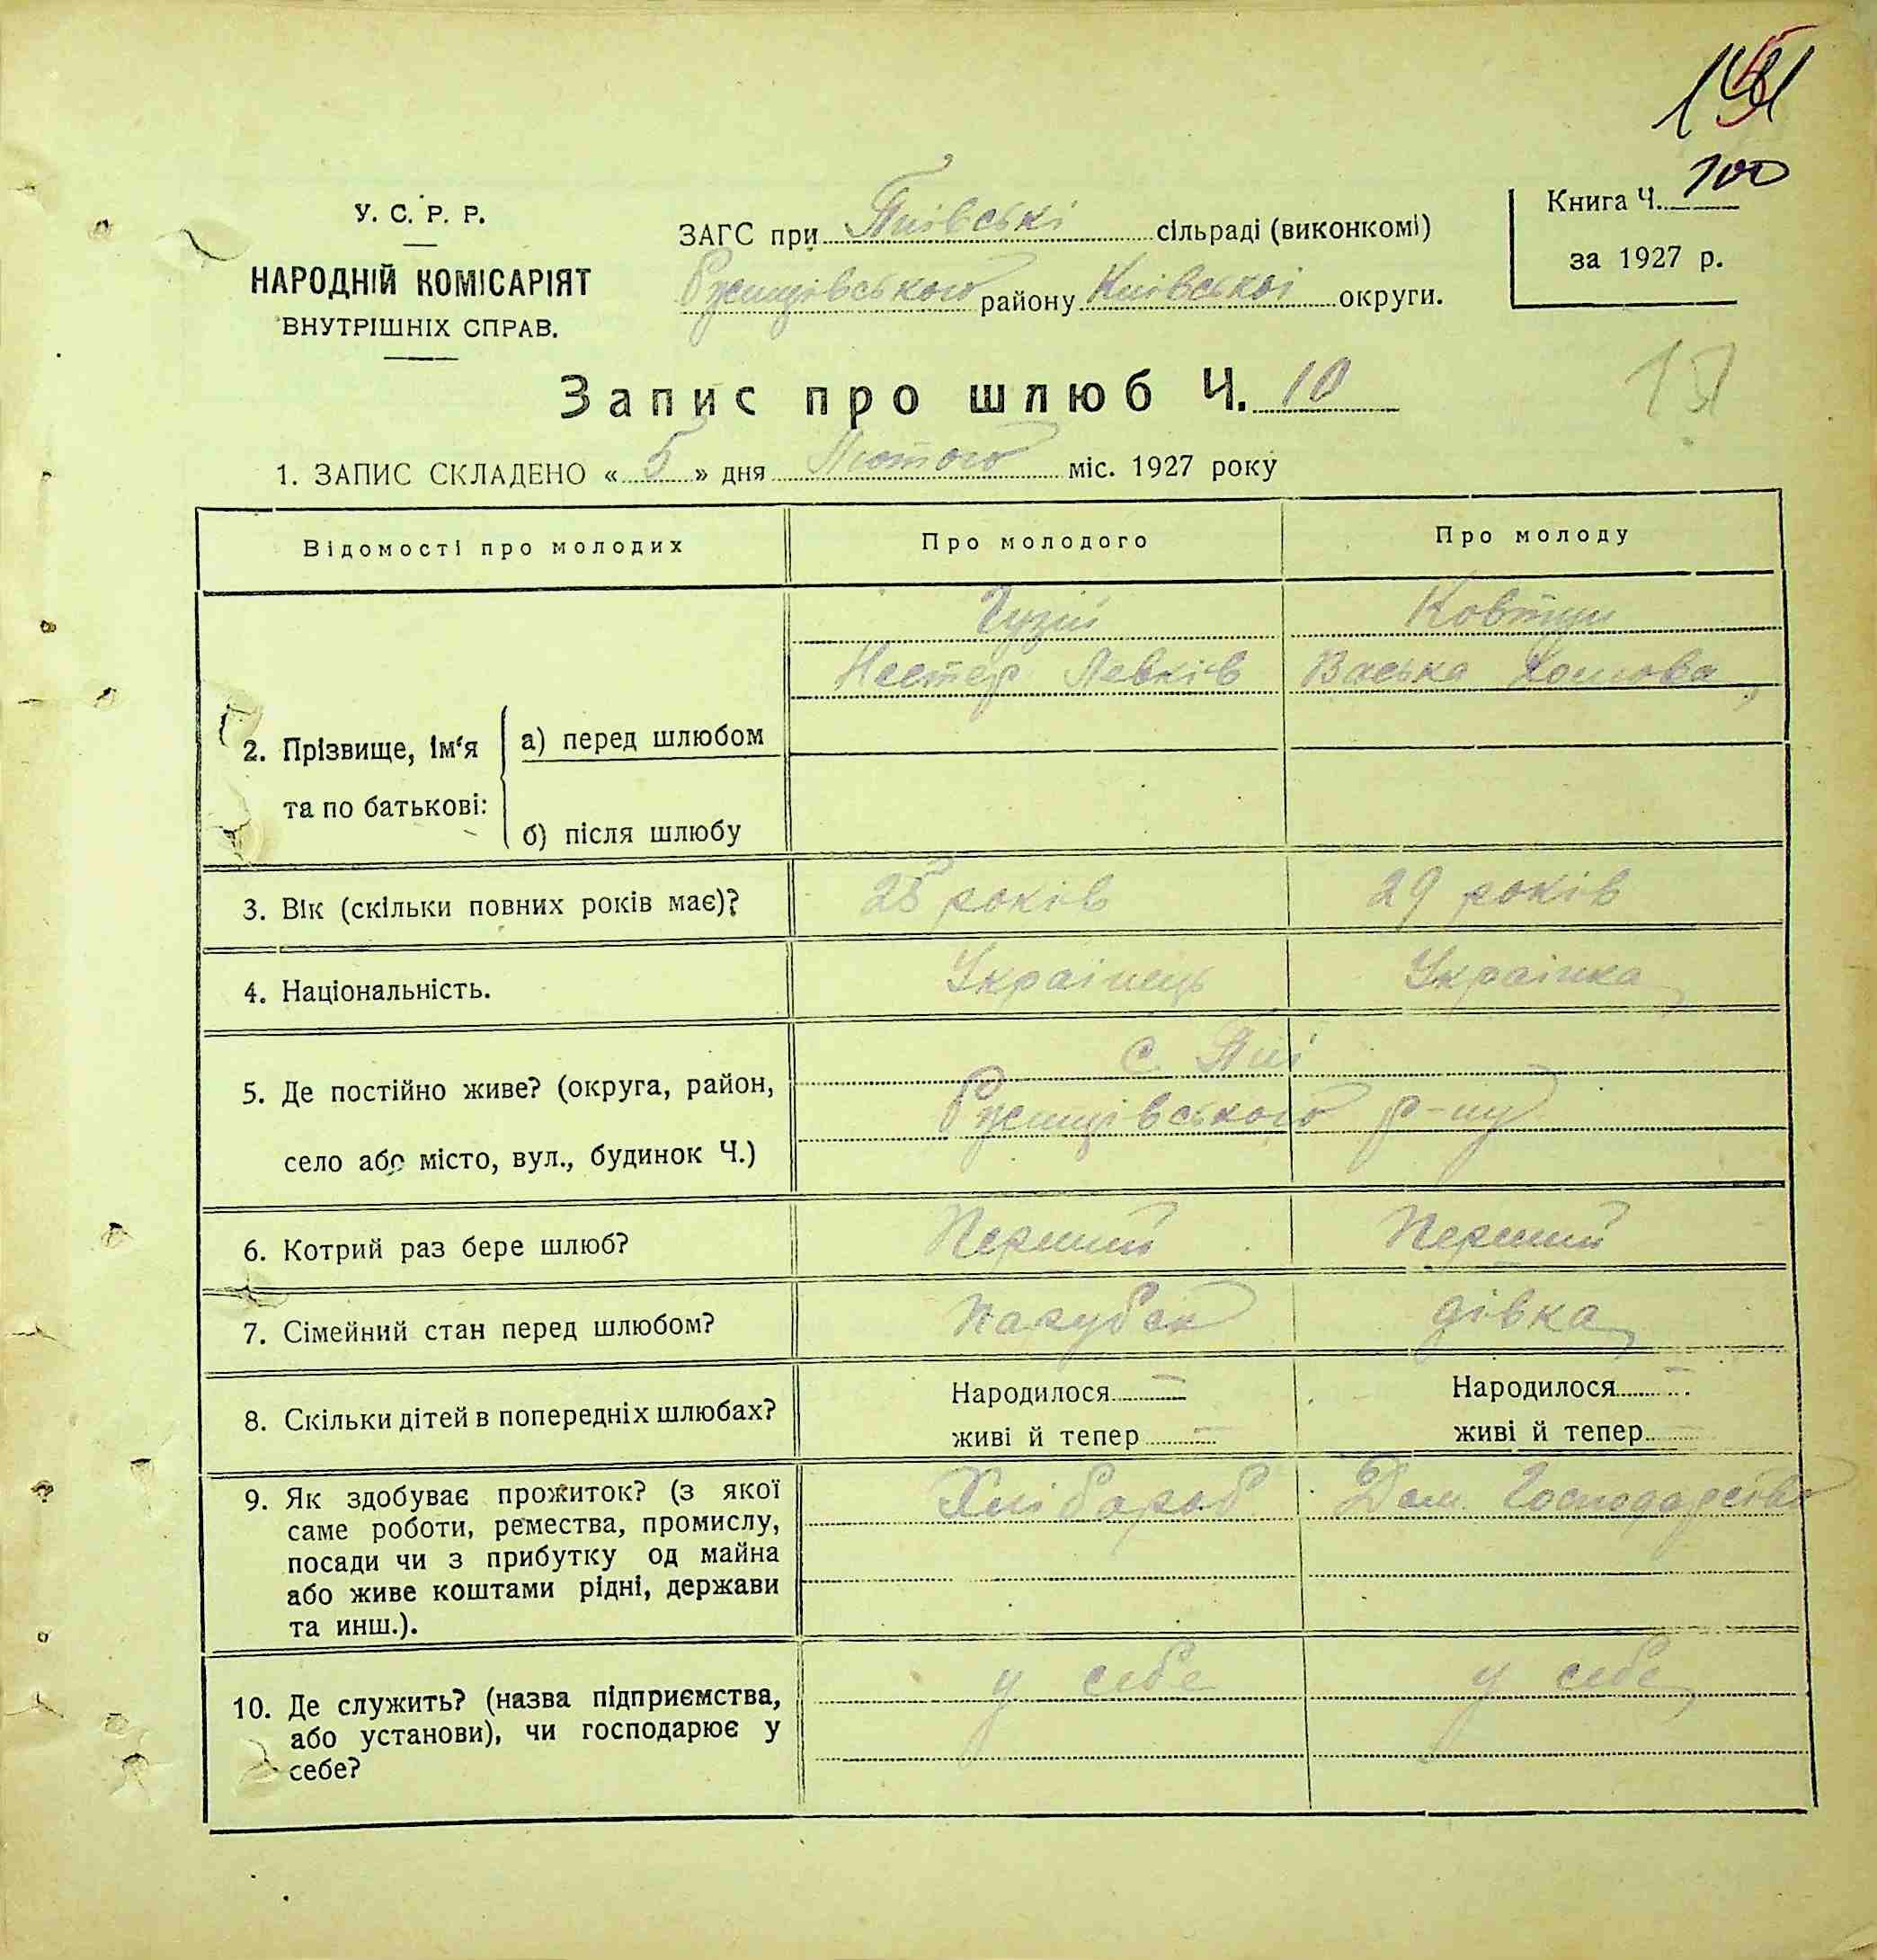 100
У. С. Р. Р.
НАРОДНІЙ КОМІСАРІЯТ
ВНУТРІШНІХ СПРАВ.
ЗАГС при Пиївські сільраді (виконкомі)
Ржищівського району Київської округи.
Книга Ч.
за 1927 р.
Запис про шлюб Ч. 10
1. ЗАПИС СКЛАДЕНО « 5 » дня Лютого міс. 1927 року
Відомості про молодих
Про молодого
Про молоду
2. Прізвище, ім‘я
та по батькові:
а) перед шлюбом
б) після шлюбу
Гузій
Нестер Левків
Ковтун
Васька
3. Вік (скільки повних років має)?
25 років
29 років
4. Національність.
Українець
Українка
5. Де постійно живе? (округа, район,
село або місто, вул., будинок Ч.)
С. Пиї
Ржищівського р-ну
6. Котрий раз бере шлюб?
Перший
Перший
7. Сімейний стан перед шлюбом?
Парубок
дівка
8. Скільки дітей в попередніх шлюбах?
Народилося —
живі й тепер —
Народилося —
живі й тепер —
9. Як здобуває прожиток? (з якої
саме роботи, ремества, промислу,
посади чи з прибутку од майна
або живе коштами рідні, держави
та инш.).
Хлібороб
Дом. Господарство
10. Де служить? (назва підприємства,
або установи), чи господарює у
себе?
у себе
у себе